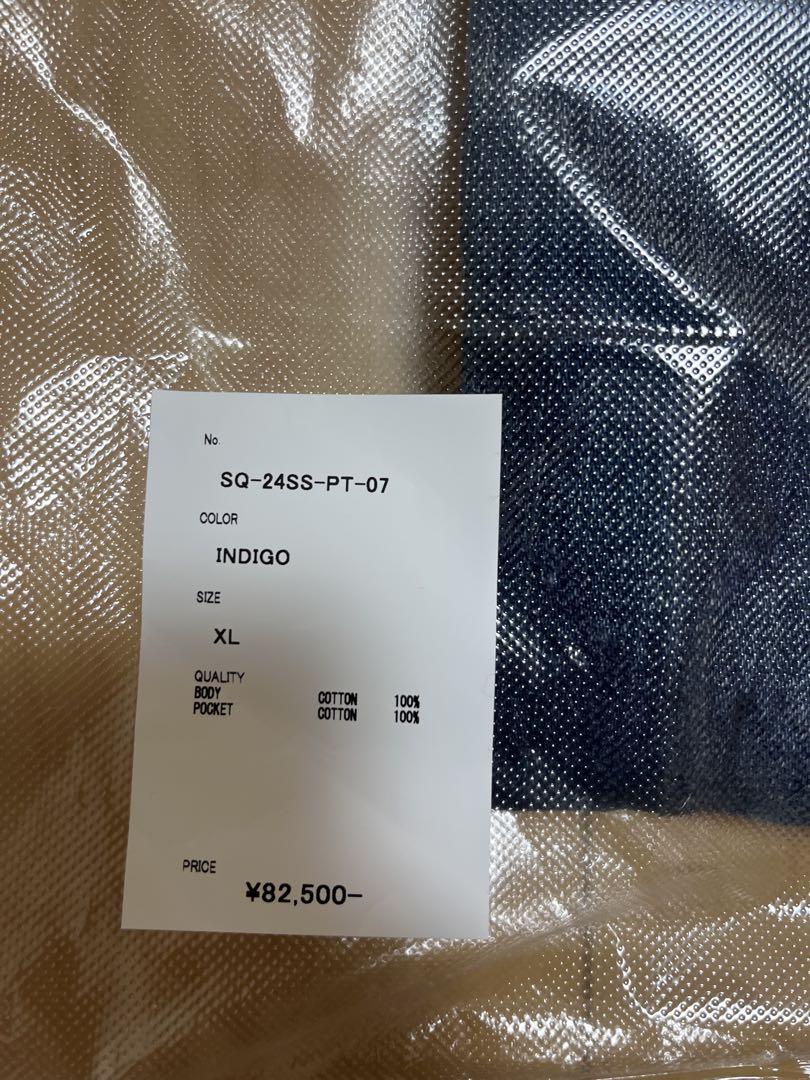 No.
SQ-24SS-PT-07
COLOR
INDIGO
SIZE
XL
QUALITY
BODY COTTON 100%
POCKET COTTON 100%
PRICE
¥82,500-